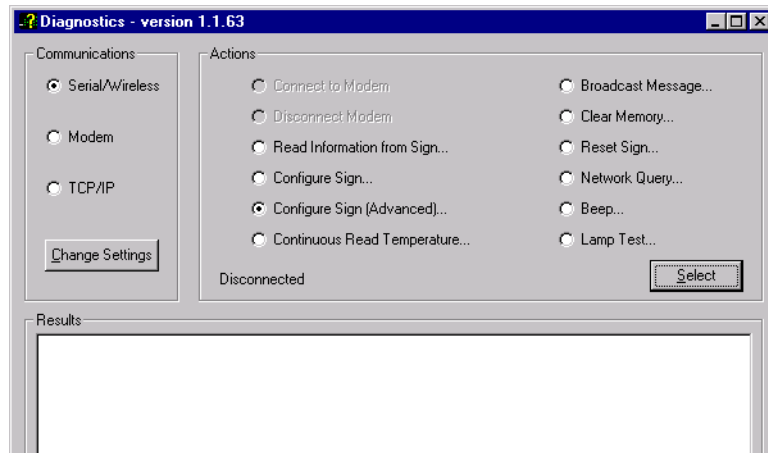 Diagnostics - version 1.1.63
Communications
Serial/Wireless
Modem
TCP/IP
Change Settings
Actions
Connect to Modem
Disconnect Modem
Read Information from Sign...
Configure Sign...
Configure Sign (Advanced)...
Continuous Read Temperature...
Broadcast Message...
Clear Memory...
Reset Sign...
Network Query...
Beep...
Lamp Test...
Disconnected
Select
Results